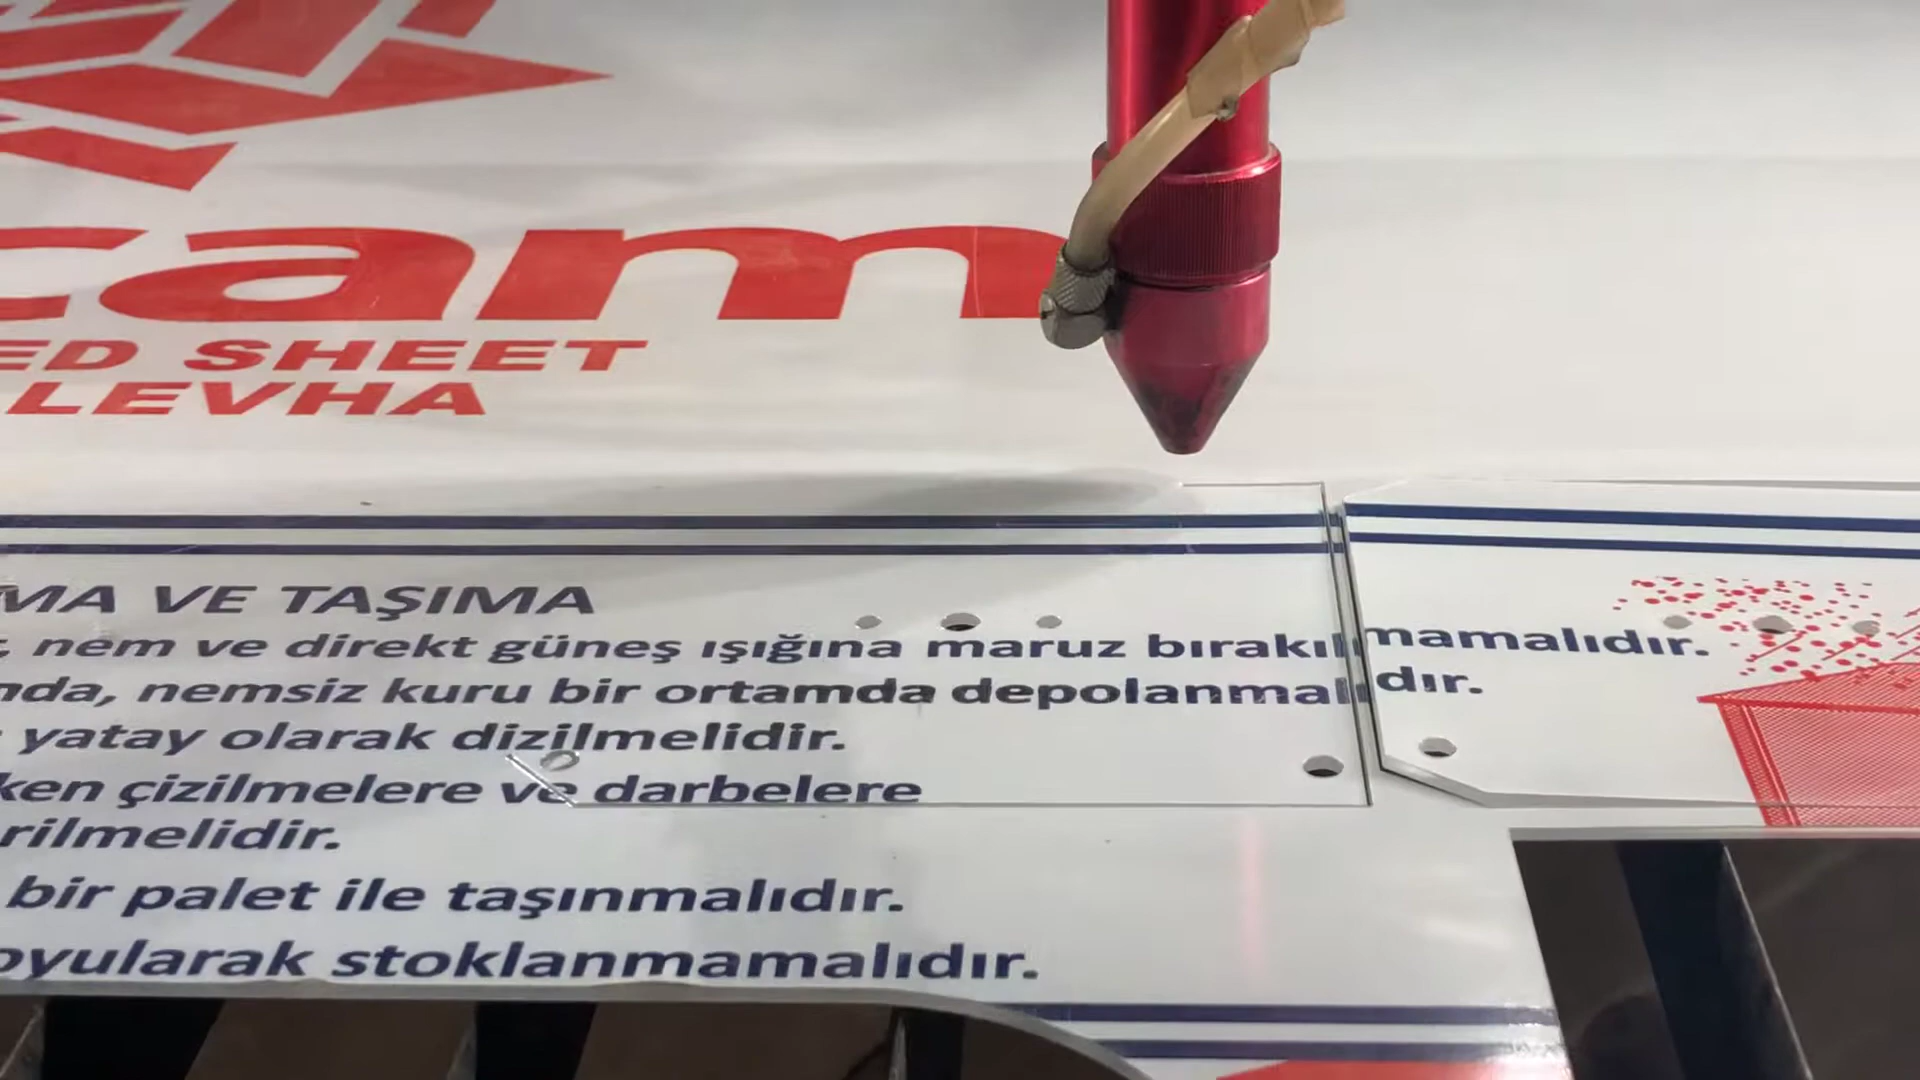 cam
ED SHEET
LEVHA
MA VE TAŞIMA
, nem ve direkt güneş ışığına maruz bırakılmamalıdır.
nda, nemsiz kuru bir ortamda depolanmalıdır.
yatay olarak dizilmelidir.
ken çizilmelere ve darbelere
rilmelidir.
bir palet ile taşınmalıdır.
oyularak stoklanmamalıdır.